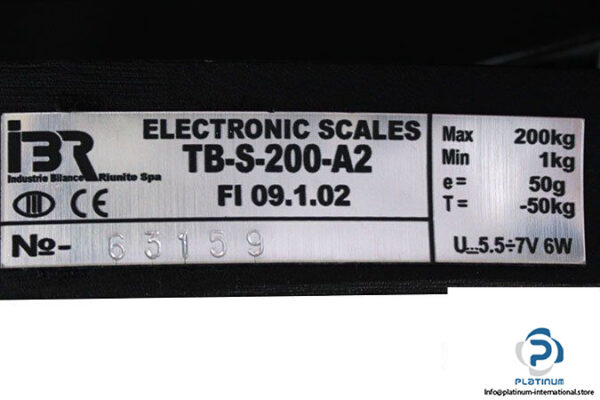 iBR
Industrie Bilance Riunite Spa
III CE
ELECTRONIC SCALES
TB-S-200-A2
FI 09.1.02
№- 63159
Max 200kg
Min 1kg
e= 50g
T= -50kg
U⎓5.5÷7V 6W
PLATINUM
Info@platinum-international.store